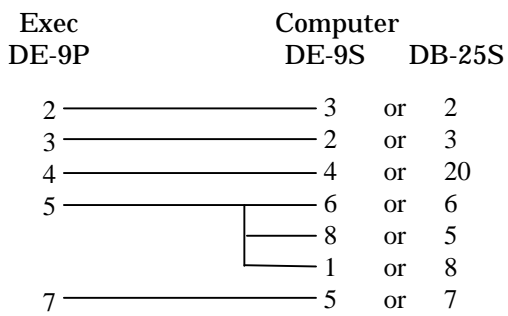 Exec Computer
DE-9P DE-9S DB-25S
2 3 or 2
3 2 or 3
4 4 or 20
5 6 or 6
8 or 5
1 or 8
7 5 or 7